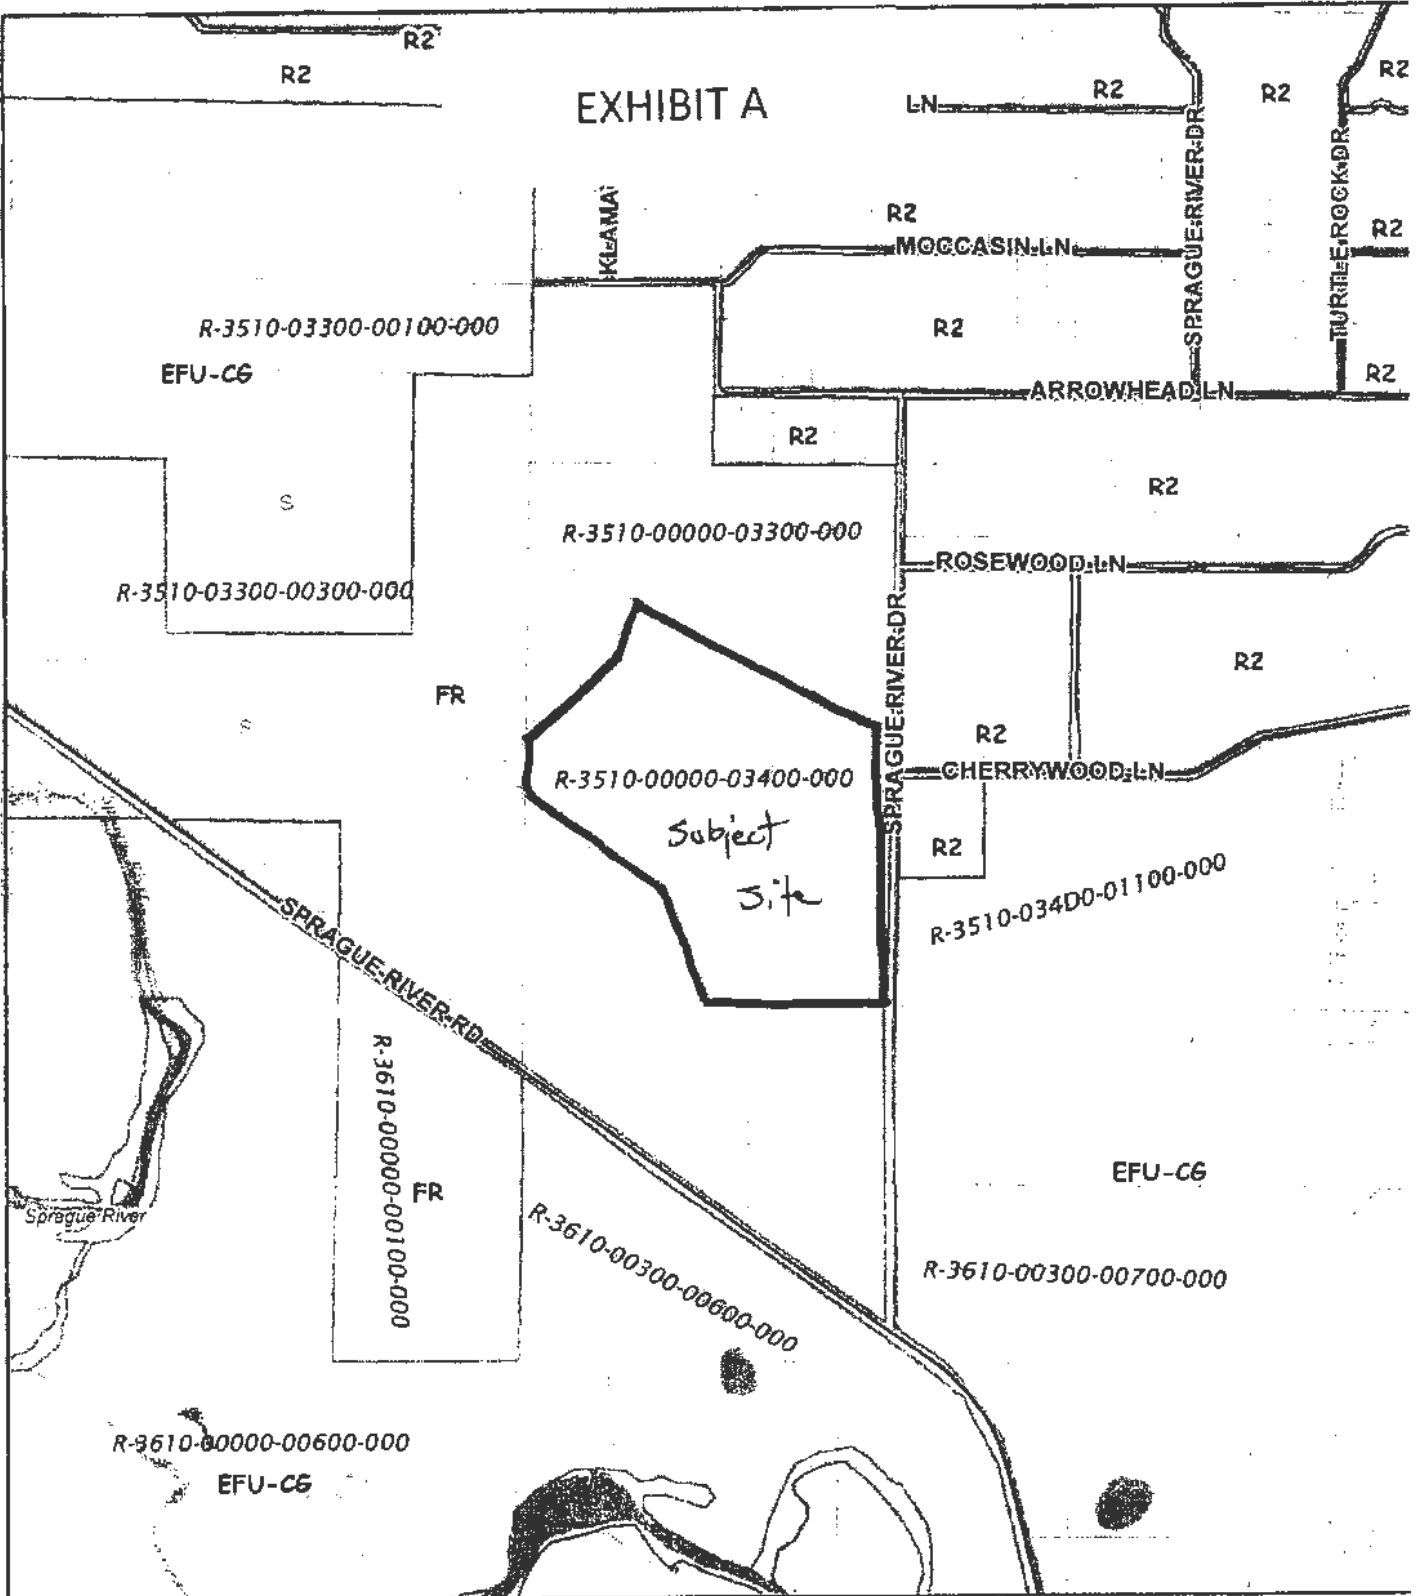 R2
R2
R2
R2
R2
EXHIBIT A
LN
SPRAGUE RIVER DR
TURTLE ROCK DR
KLAMA
R2
MOCCASIN LN
R2
R-3510-03300-00100-000
R2
EFU-CG
R2
ARROWHEAD LN
R2
R2
S
R-3510-00000-03300-000
ROSEWOOD LN
R-3510-03300-00300-000
SPRAGUE RIVER DR
R2
FR
S
R2
R-3510-00000-03400-000
CHERRYWOOD LN
Subject
Site
R2
R-3510-034D0-01100-000
SPRAGUE RIVER RD
R-3610-00000-00100-000
EFU-CG
FR
Sprague River
R-3610-00300-00600-000
R-3610-00300-00700-000
R-3610-00000-00600-000
EFU-CG